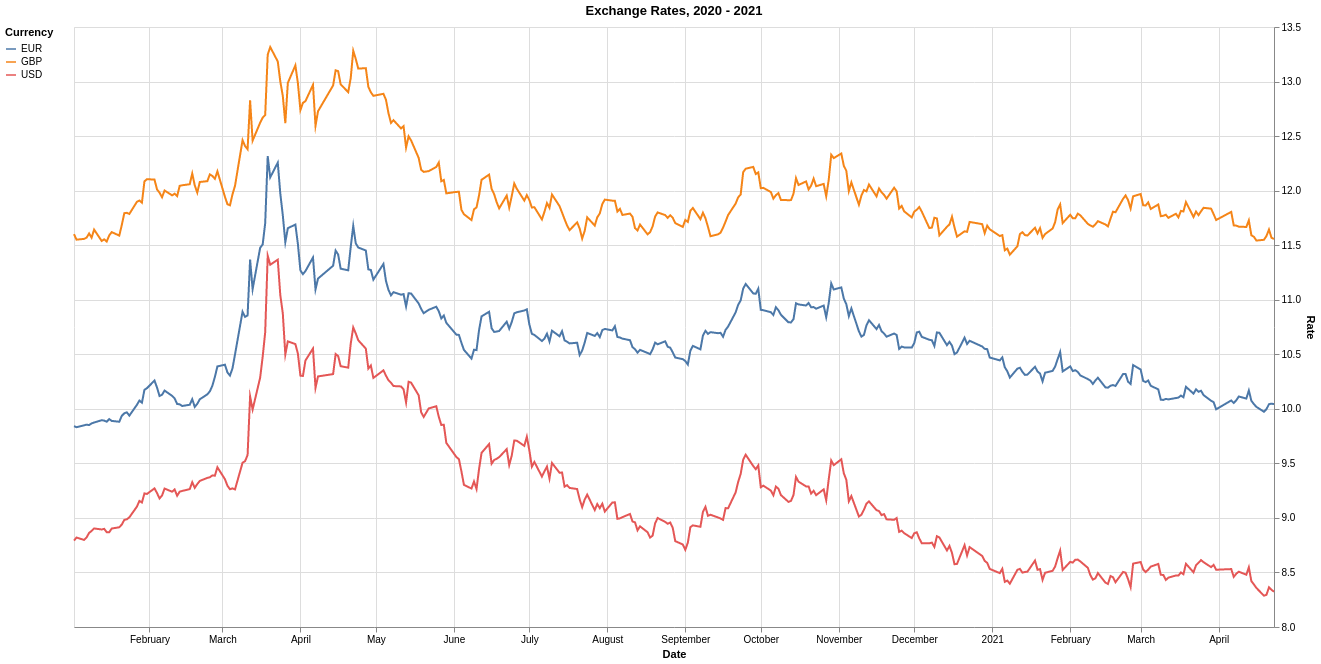 Exchange Rates, 2020 - 2021
Currency
EUR
GBP
USD
13.5
13.0
12.5
12.0
11.5
11.0
10.5
10.0
9.5
9.0
8.5
8.0
Rate
February March April May June July August September October November December 2021 February March April
Date